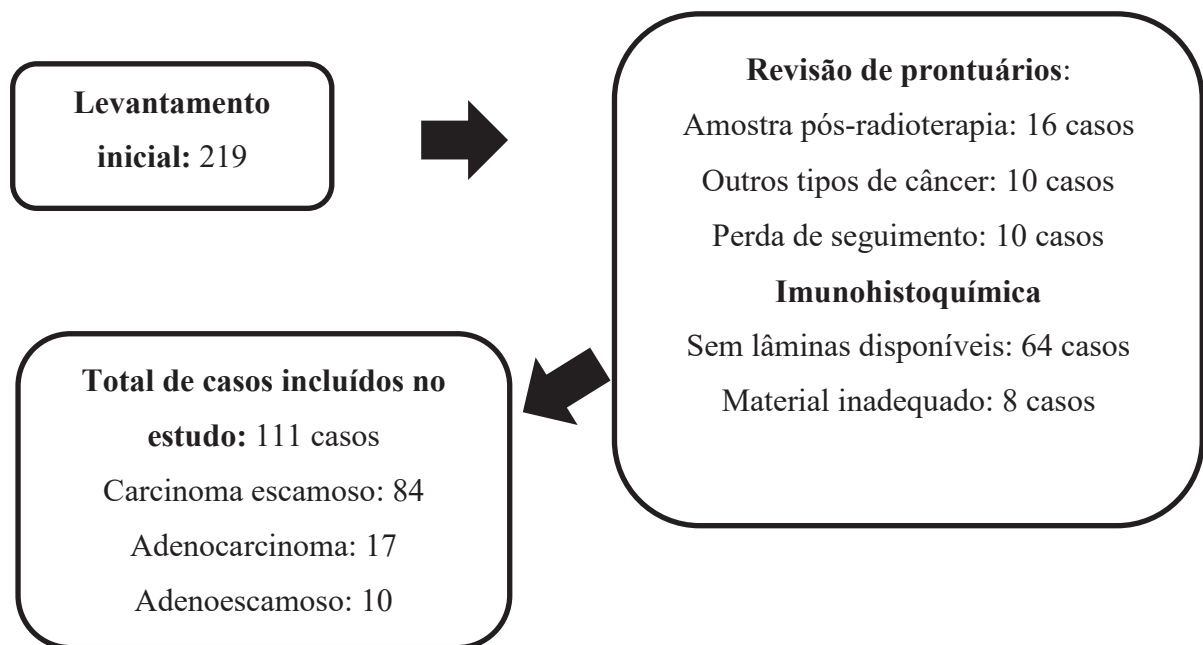 Levantamento
inicial: 219
Revisão de prontuários:
Amostra pós-radioterapia: 16 casos
Outros tipos de câncer: 10 casos
Perda de seguimento: 10 casos
Imunohistoquímica
Sem lâminas disponíveis: 64 casos
Material inadequado: 8 casos
Total de casos incluídos no
estudo: 111 casos
Carcinoma escamoso: 84
Adenocarcinoma: 17
Adenoescamoso: 10